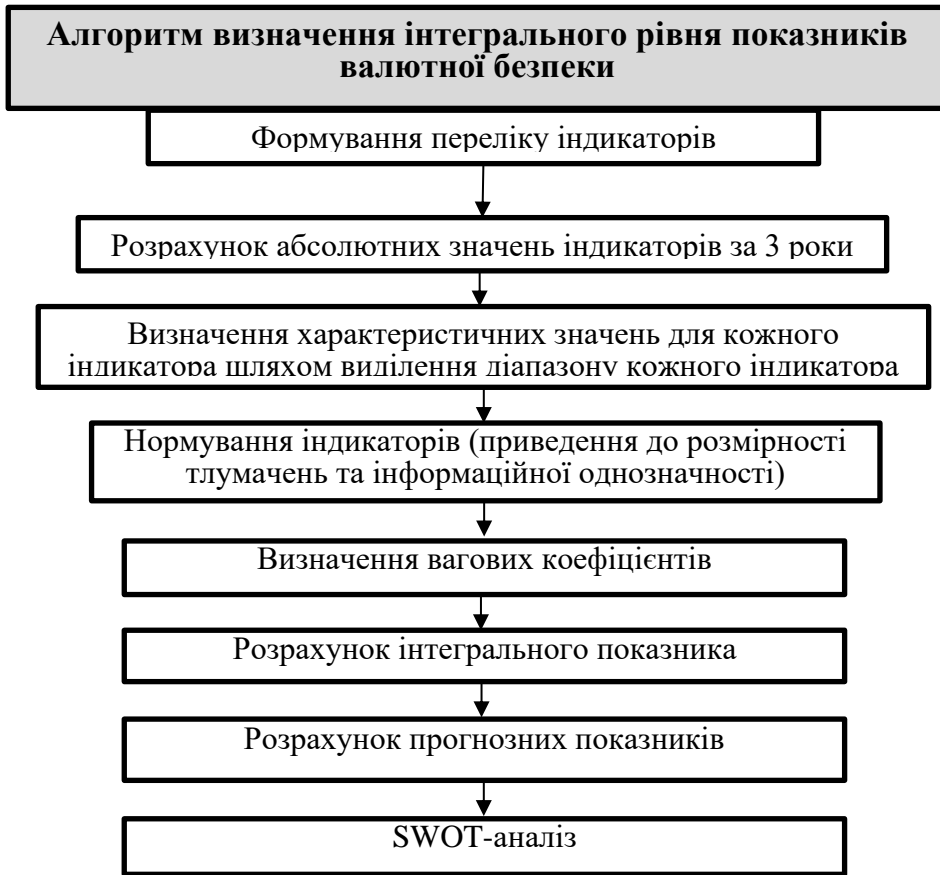 Алгоритм визначення інтегрального рівня показників
валютної безпеки
Формування переліку індикаторів
Розрахунок абсолютних значень індикаторів за 3 роки
Визначення характеристичних значень для кожного
індикатора шляхом виділення діапазону кожного індикатора
Нормування індикаторів (приведення до розмірності
тлумачень та інформаційної однозначності)
Визначення вагових коефіцієнтів
Розрахунок інтегрального показника
Розрахунок прогнозних показників
SWOT-аналіз